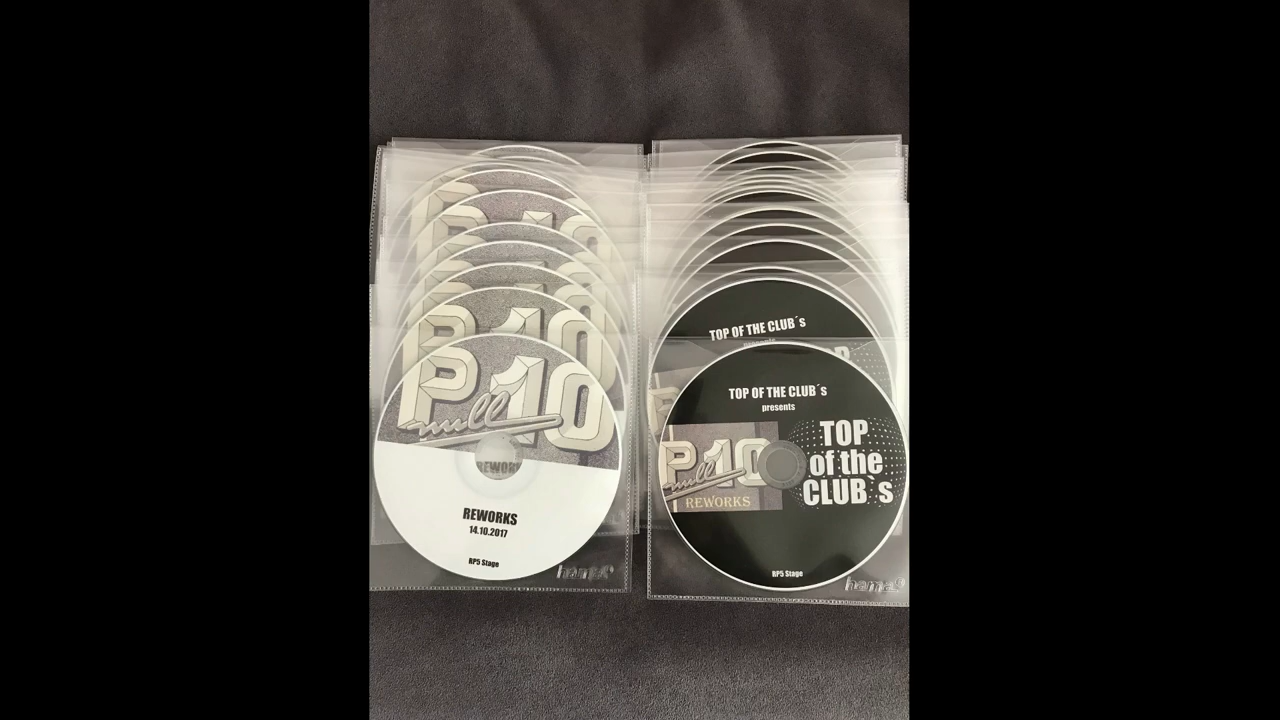 P10
null
REWORKS
REWORKS
14.10.2017
RP5 Stage
hama
TOP OF THE CLUB´s
TOP OF THE CLUB´s
presents
P10
null
REWORKS
TOP
of the
CLUB`s
RP5 Stage
hama